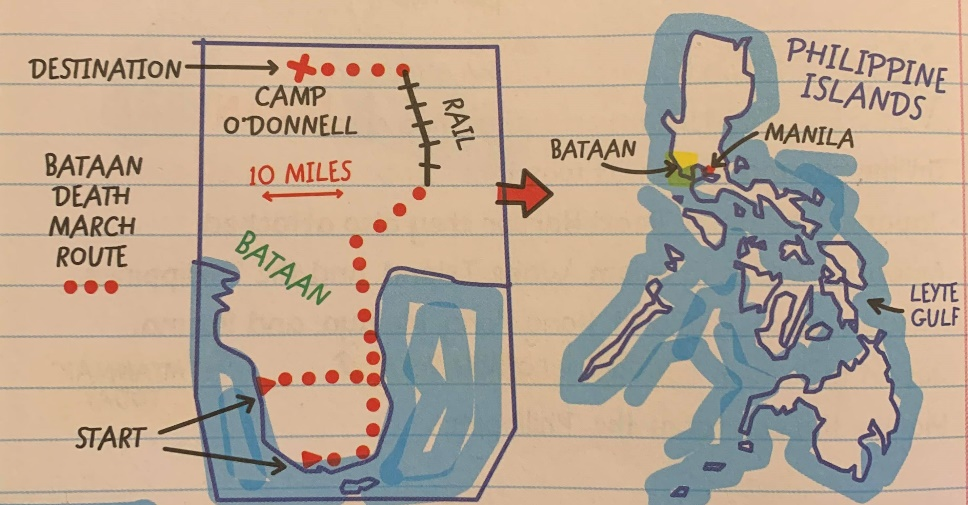 DESTINATION
CAMP
O'DONNELL
RAIL
10 MILES
BATAAN
DEATH
MARCH
ROUTE
BATAAN
START
PHILIPPINE
ISLANDS
BATAAN
MANILA
LEYTE
GULF